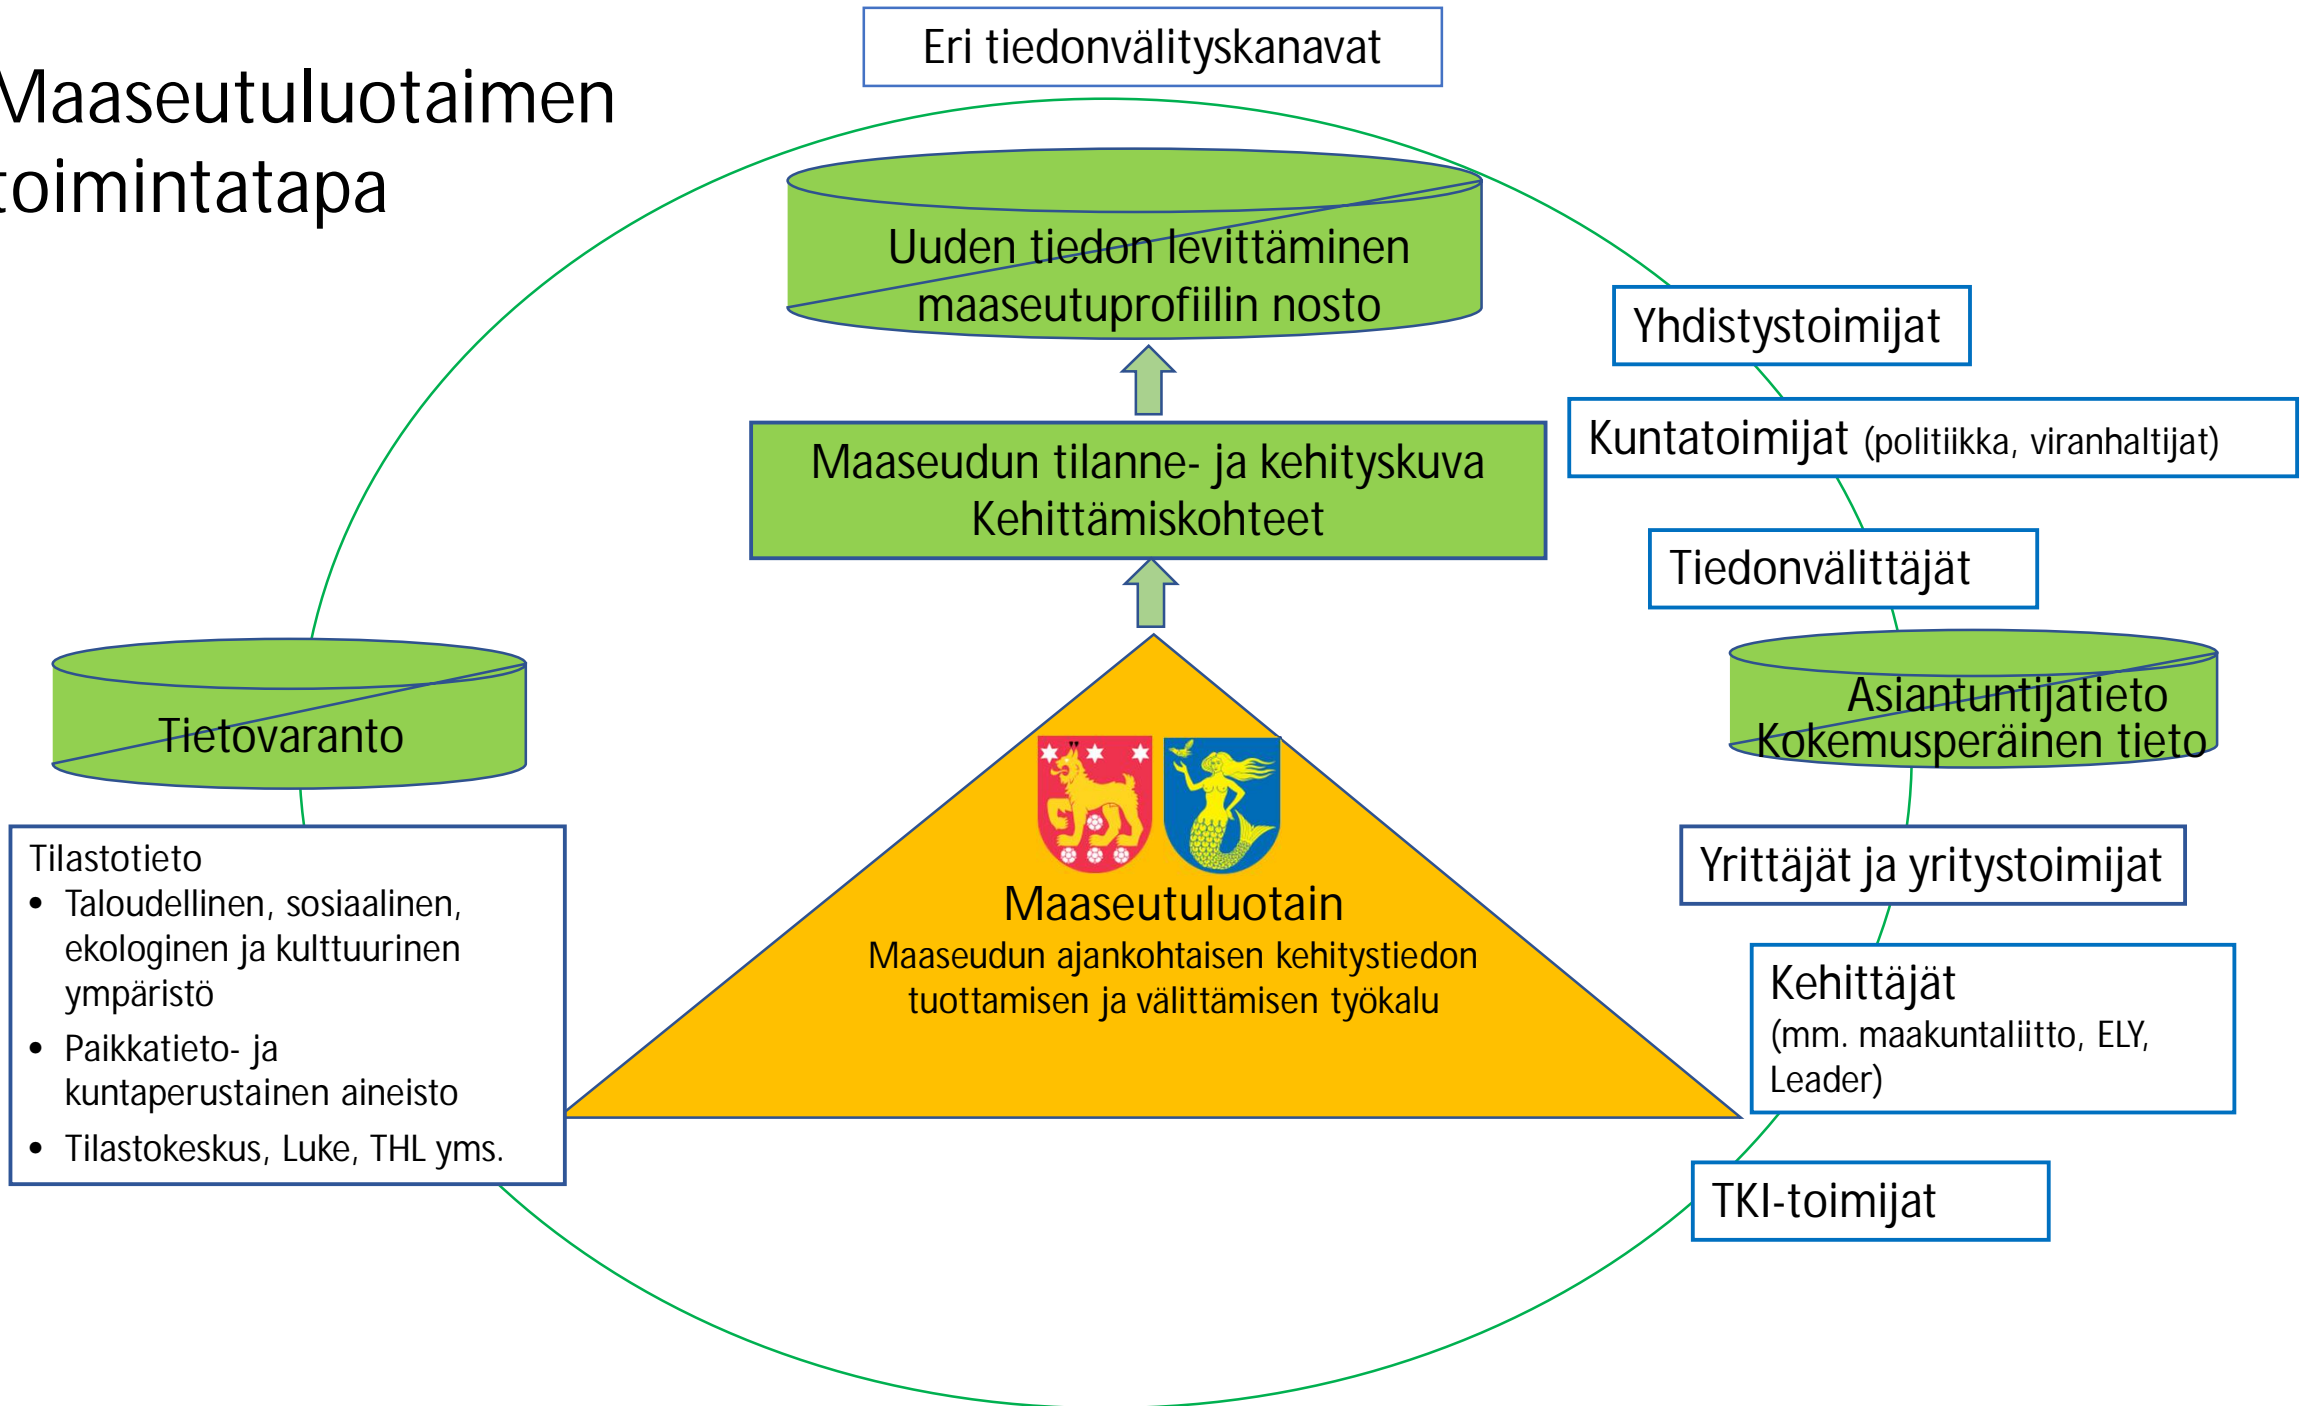 Maaseutuluotaimen
toimintatapa
Eri tiedonvälityskanavat
Uuden tiedon levittäminen
maaseutuprofiilin nosto
Maaseudun tilanne- ja kehityskuva
Kehittämiskohteet
Yhdistystoimijat
Kuntatoimijat (politiikka, viranhaltijat)
Tiedonvälittäjät
Asiantuntijatieto
Kokemusperäinen tieto
Yrittäjät ja yritystoimijat
Kehittäjät
(mm. maakuntaliitto, ELY,
Leader)
TKI-toimijat
Tietovaranto
Tilastotieto
• Taloudellinen, sosiaalinen,
ekologinen ja kulttuurinen
ympäristö
• Paikkatieto- ja
kuntaperustainen aineisto
• Tilastokeskus, Luke, THL yms.
Maaseutuluotain
Maaseudun ajankohtaisen kehitystiedon
tuottamisen ja välittämisen työkalu